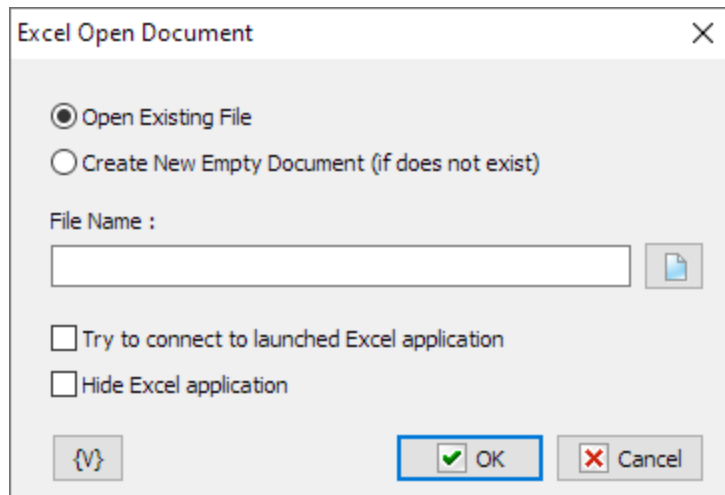 Excel Open Document
Open Existing File
Create New Empty Document (if does not exist)
File Name :
Try to connect to launched Excel application
Hide Excel application
{V} OK Cancel